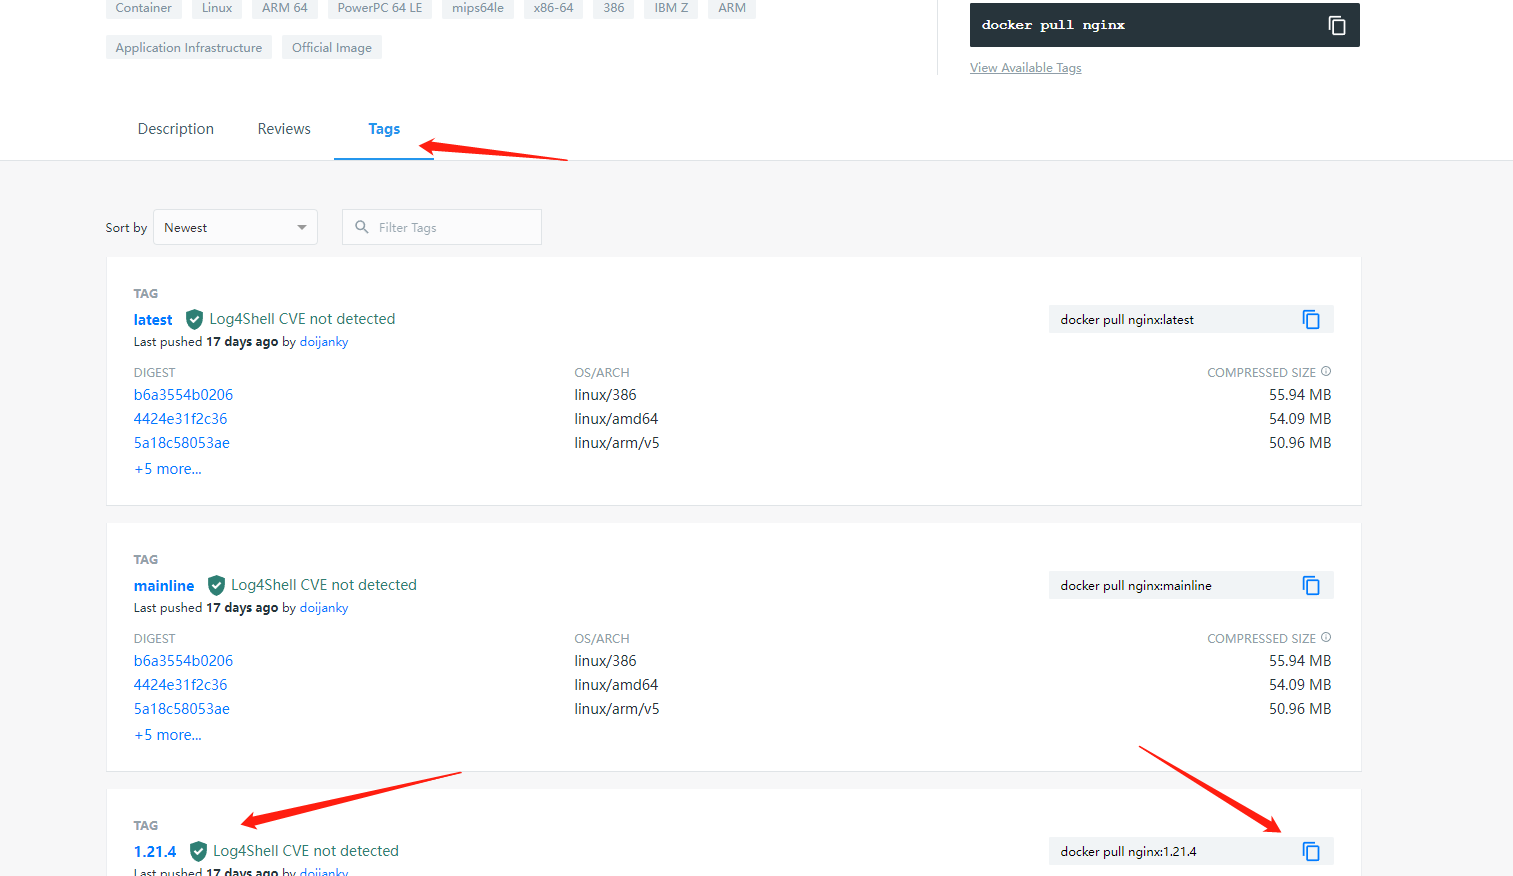 Container Linux ARM 64 PowerPC 64 LE mips64le x86-64 386 IBM Z ARM
Application Infrastructure Official Image
docker pull nginx
View Available Tags
Description Reviews Tags
Sort by Newest Filter Tags
TAG
latest Log4Shell CVE not detected docker pull nginx:latest
Last pushed 17 days ago by doijanky
DIGEST OS/ARCH COMPRESSED SIZE
b6a3554b0206 linux/386 55.94 MB
4424e31f2c36 linux/amd64 54.09 MB
5a18c58053ae linux/arm/v5 50.96 MB
+5 more...
TAG
mainline Log4Shell CVE not detected docker pull nginx:mainline
Last pushed 17 days ago by doijanky
DIGEST OS/ARCH COMPRESSED SIZE
b6a3554b0206 linux/386 55.94 MB
4424e31f2c36 linux/amd64 54.09 MB
5a18c58053ae linux/arm/v5 50.96 MB
+5 more...
TAG
1.21.4 Log4Shell CVE not detected docker pull nginx:1.21.4
Last pushed 17 days ago by doijanky